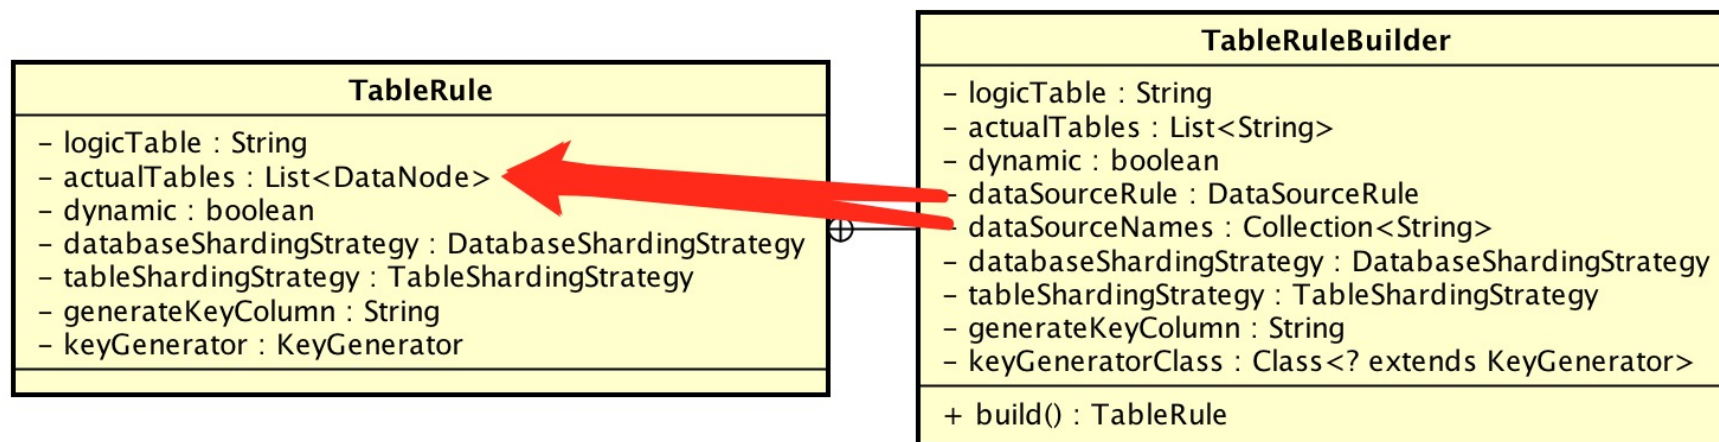 TableRule
- logicTable : String
- actualTables : List<DataNode>
- dynamic : boolean
- databaseShardingStrategy : DatabaseShardingStrategy
- tableShardingStrategy : TableShardingStrategy
- generateKeyColumn : String
- keyGenerator : KeyGenerator
TableRuleBuilder
- logicTable : String
- actualTables : List<String>
- dynamic : boolean
- dataSourceRule : DataSourceRule
- dataSourceNames : Collection<String>
- databaseShardingStrategy : DatabaseShardingStrategy
- tableShardingStrategy : TableShardingStrategy
- generateKeyColumn : String
- keyGeneratorClass : Class<? extends KeyGenerator>
+ build() : TableRule